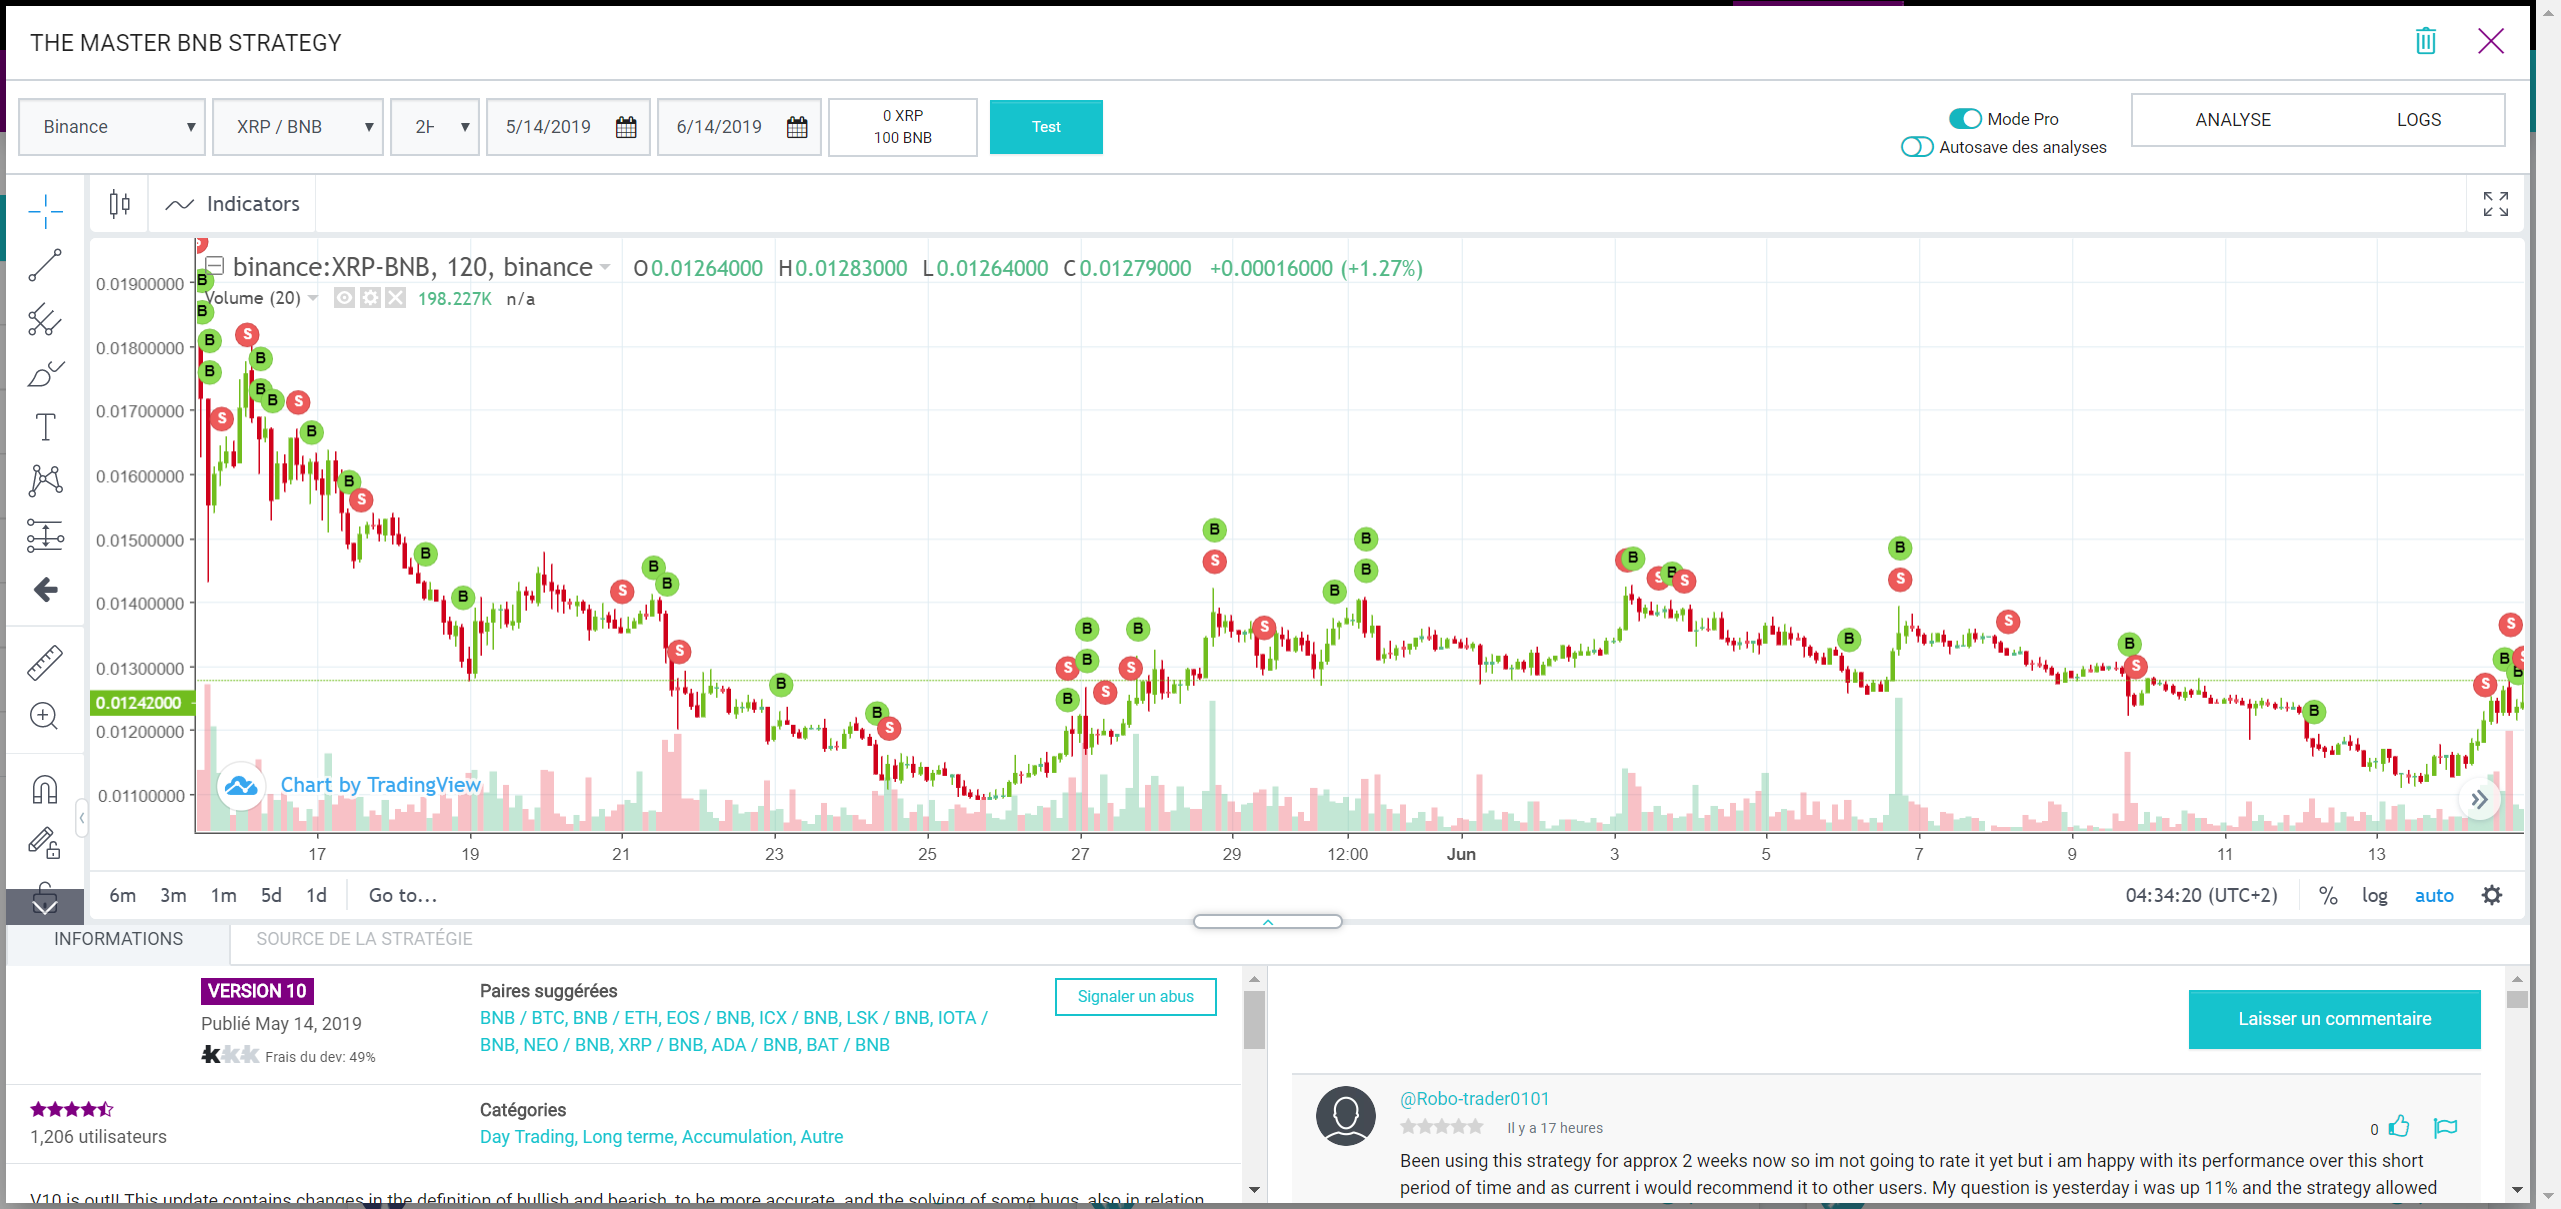 THE MASTER BNB STRATEGY
Binance
XRP / BNB
2H
5/14/2019
6/14/2019
0 XRP
100 BNB
Test
Mode Pro
Autosave des analyses
ANALYSE
LOGS
Indicators
binance:XRP-BNB, 120, binance
O0.01264000 H0.01283000 L0.01264000 C0.01279000 +0.00016000 (+1.27%)
Volume (20)
198.227K n/a
0.01900000
0.01800000
0.01700000
0.01600000
0.01500000
0.01400000
0.01300000
0.01242000
0.01200000
0.01100000
Chart by TradingView
17 19 21 23 25 27 29 12:00 Jun 3 5 7 9 11 13
6m 3m 1m 5d 1d Go to...
04:34:20 (UTC+2) % log auto
INFORMATIONS
SOURCE DE LA STRATÉGIE
VERSION 10
Publié May 14, 2019
Frais du dev: 49%
Paires suggérées
BNB / BTC, BNB / ETH, EOS / BNB, ICX / BNB, LSK / BNB, IOTA /
BNB, NEO / BNB, XRP / BNB, ADA / BNB, BAT / BNB
Signaler un abus
1,206 utilisateurs
Catégories
Day Trading, Long terme, Accumulation, Autre
V10 is out!! This update contains changes in the definition of bullish and bearish, to be more accurate, and the solving of some bugs, also in relation
Laisser un commentaire
@Robo-trader0101
Il y a 17 heures
0
Been using this strategy for approx 2 weeks now so im not going to rate it yet but i am happy with its performance over this short
period of time and as current i would recommend it to other users. My question is yesterday i was up 11% and the strategy allowed